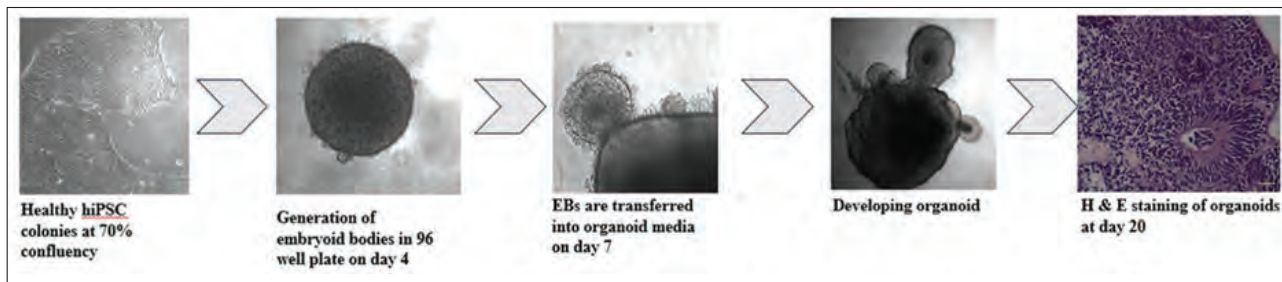 Healthy hiPSC
colonies at 70%
confluency
Generation of
embryoid bodies in 96
well plate on day 4
EBs are transferred
into organoid media
on day 7
Developing organoid
H & E staining of organoids
at day 20